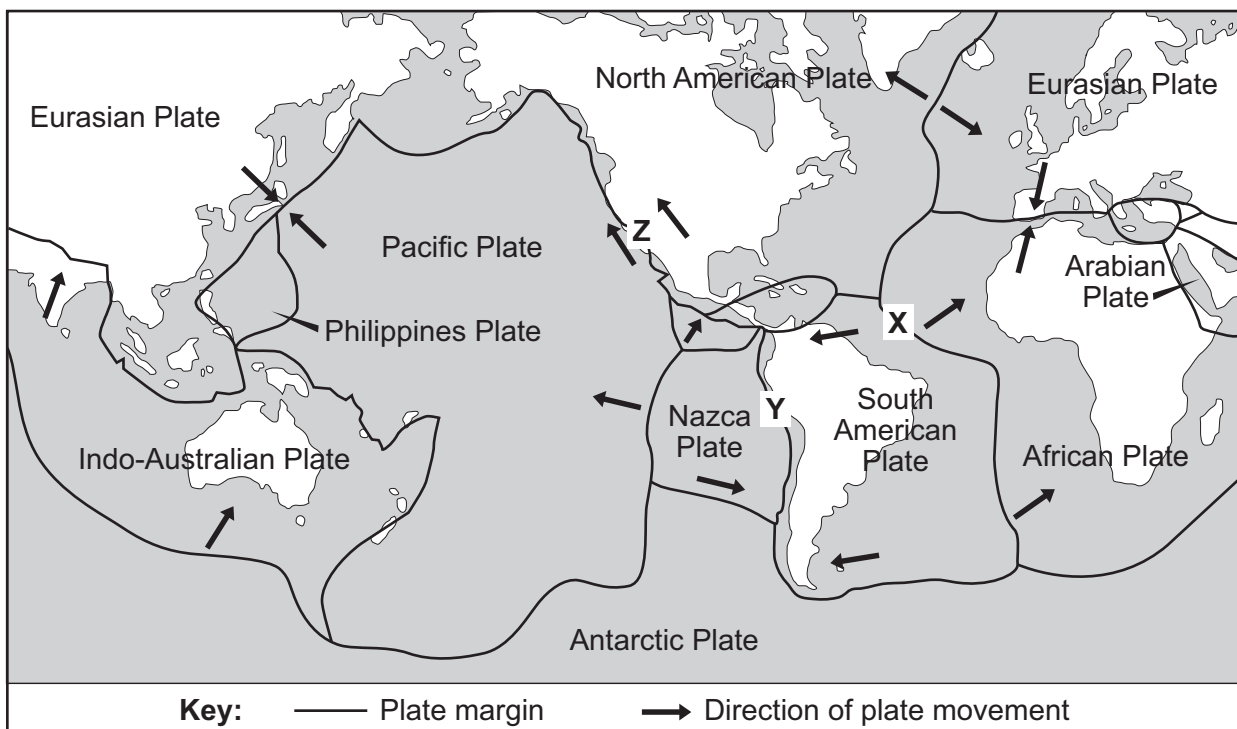 North American Plate
Eurasian Plate
Eurasian Plate
Z
Pacific Plate
Arabian
Plate
Philippines Plate
X
Nazca
Plate
Y
South
American
Plate
Indo-Australian Plate
African Plate
Antarctic Plate
Key: Plate margin Direction of plate movement